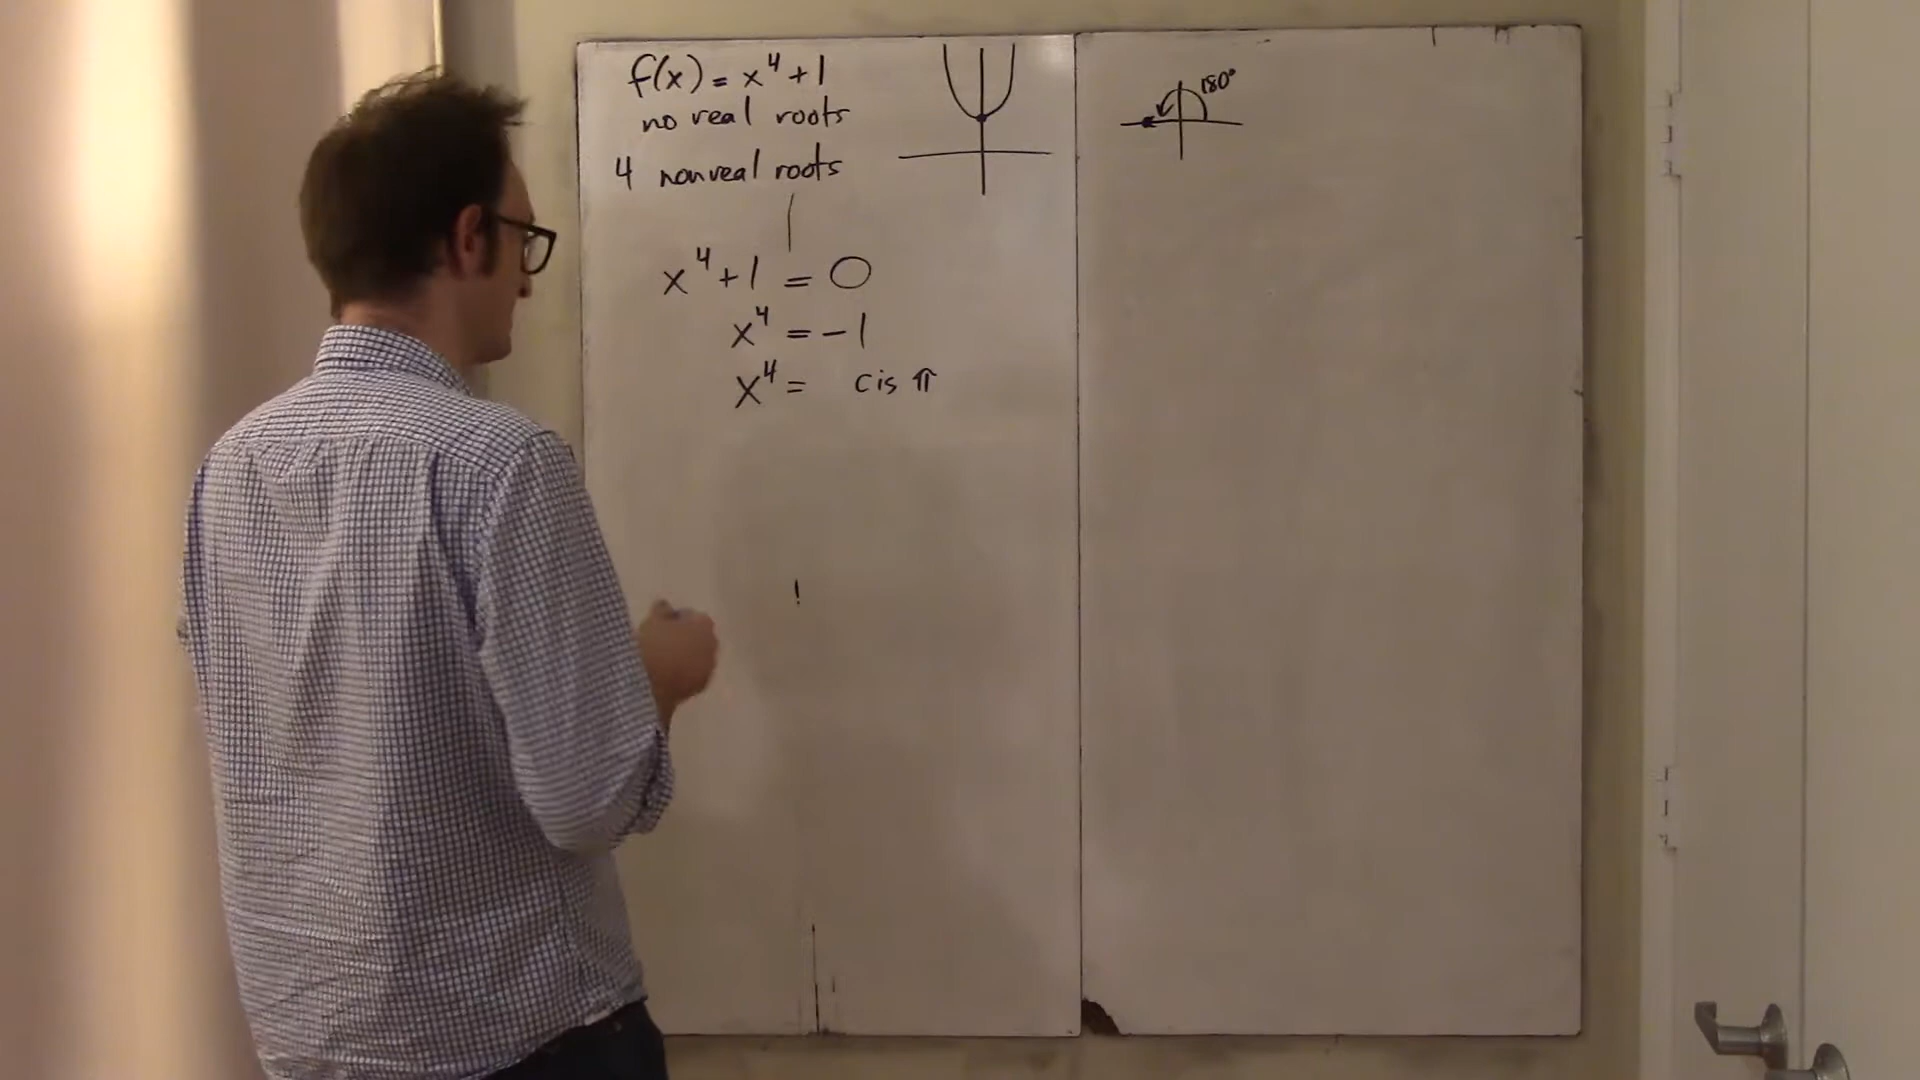 f(x) = x⁴ + 1
no real roots
4 nonreal roots
x⁴ + 1 = 0
x⁴ = -1
x⁴ = cis π
180°